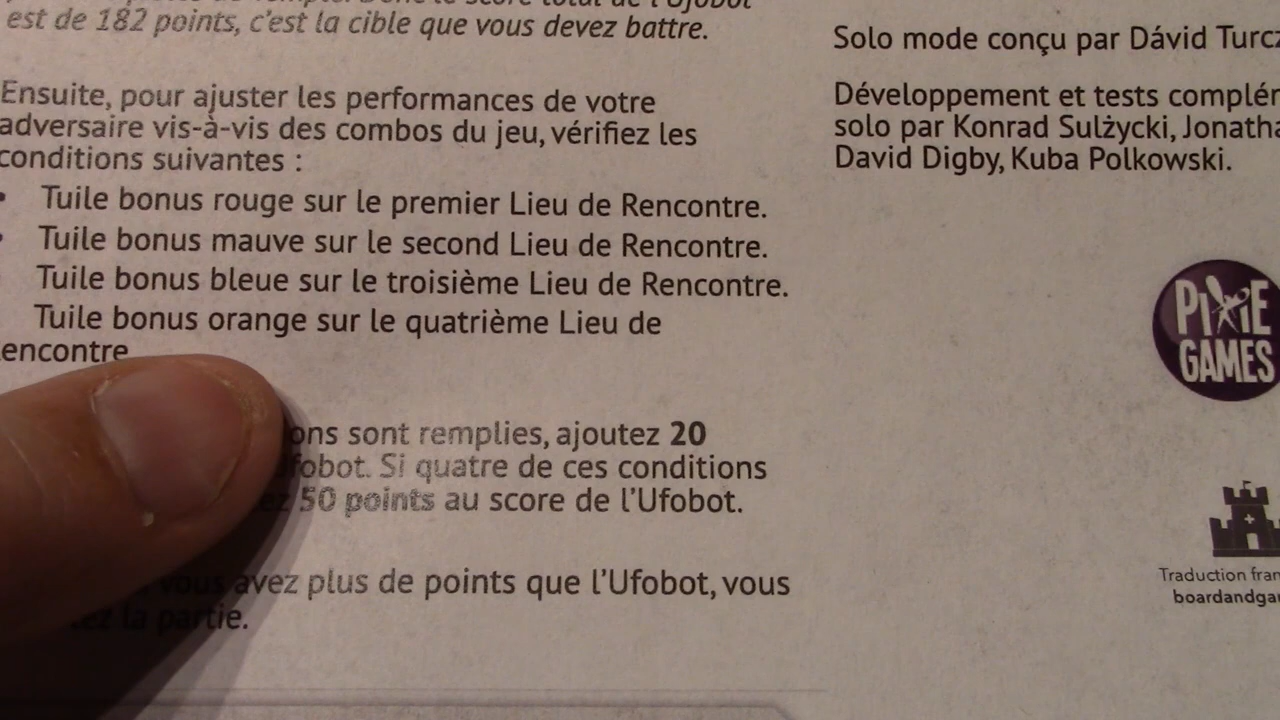 est de 182 points, c'est la cible que vous devez battre.
Ensuite, pour ajuster les performances de votre
adversaire vis-à-vis des combos du jeu, vérifiez les
conditions suivantes :
• Tuile bonus rouge sur le premier Lieu de Rencontre.
• Tuile bonus mauve sur le second Lieu de Rencontre.
Tuile bonus bleue sur le troisième Lieu de Rencontre.
Tuile bonus orange sur le quatrième Lieu de
encontre
ons sont remplies, ajoutez 20
fobot. Si quatre de ces conditions
50 points au score de l'Ufobot.
vous avez plus de points que l'Ufobot, vous
la partie.
Solo mode conçu par Dávid Turcz
Développement et tests complém
solo par Konrad Sulżycki, Jonatha
David Digby, Kuba Polkowski.
PIXIE
GAMES
Traduction fran
boardandga